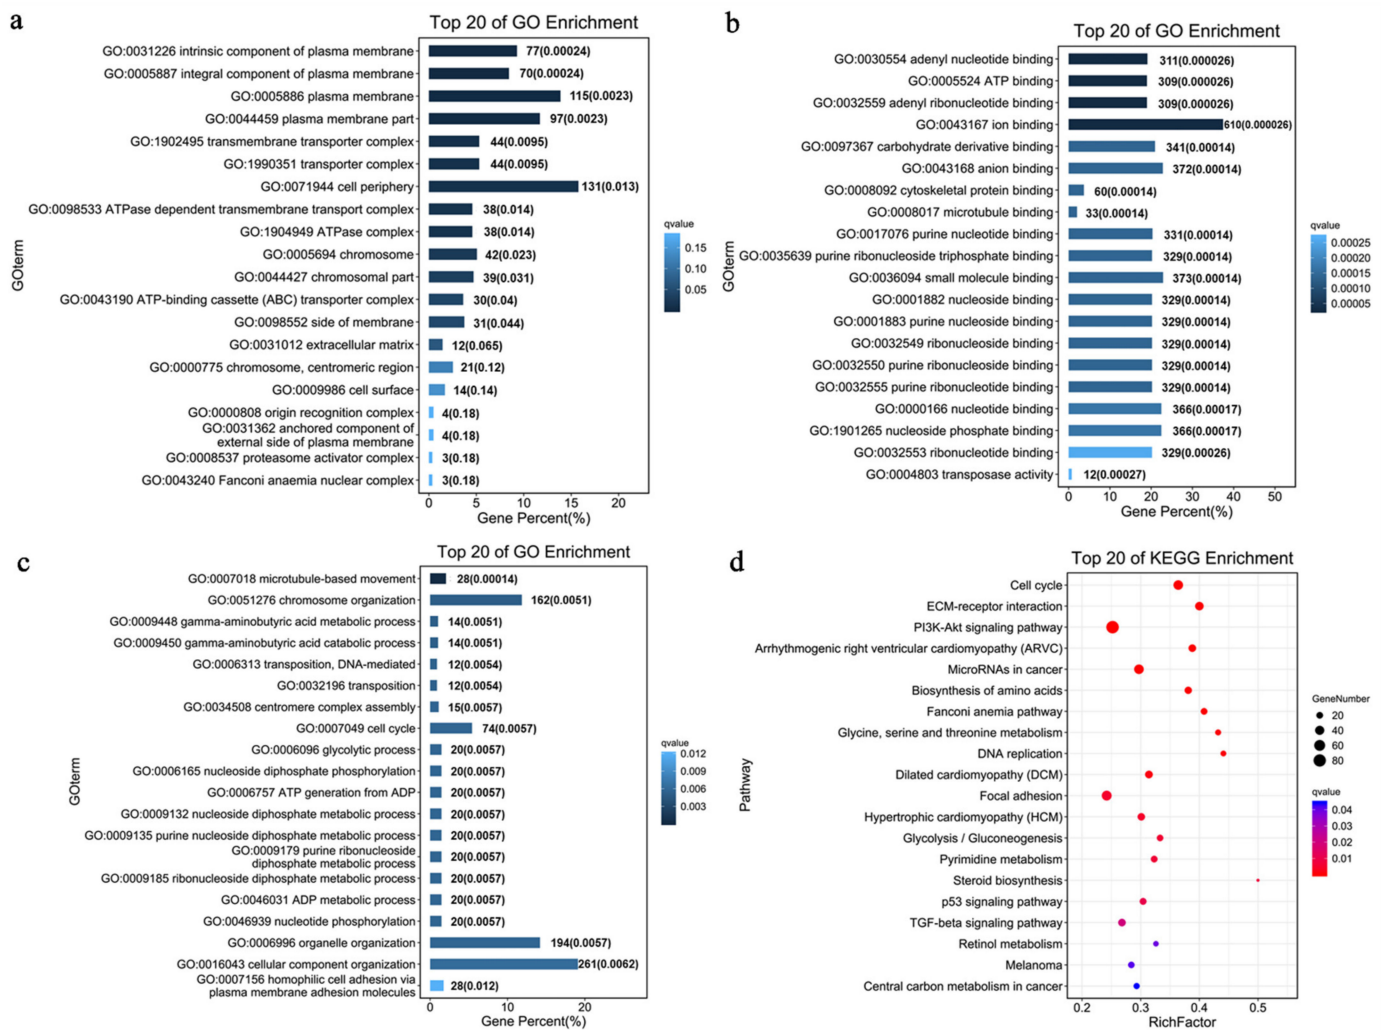 a
Top 20 of GO Enrichment
GO:0031226 intrinsic component of plasma membrane 77(0.00024)
GO:0005887 integral component of plasma membrane 70(0.00024)
GO:0005886 plasma membrane 115(0.0023)
GO:0044459 plasma membrane part 97(0.0023)
GO:1902495 transmembrane transporter complex 44(0.0095)
GO:1990351 transporter complex 44(0.0095)
GO:0071944 cell periphery 131(0.013)
GO:0098533 ATPase dependent transmembrane transport complex 38(0.014)
GO:1904949 ATPase complex 38(0.014)
GO:0005694 chromosome 42(0.023)
GO:0044427 chromosomal part 39(0.031)
GO:0043190 ATP-binding cassette (ABC) transporter complex 30(0.04)
GO:0098552 side of membrane 31(0.044)
GO:0031012 extracellular matrix 12(0.065)
GO:0000775 chromosome, centromeric region 21(0.12)
GO:0009986 cell surface 14(0.14)
GO:0000808 origin recognition complex 4(0.18)
GO:0031362 anchored component of
external side of plasma membrane 4(0.18)
GO:0008537 proteasome activator complex 3(0.18)
GO:0043240 Fanconi anaemia nuclear complex 3(0.18)
0 5 10 15 20
Gene Percent(%)
GOterm
qvalue
0.15
0.10
0.05
b
Top 20 of GO Enrichment
GO:0030554 adenyl nucleotide binding 311(0.000026)
GO:0005524 ATP binding 309(0.000026)
GO:0032559 adenyl ribonucleotide binding 309(0.000026)
GO:0043167 ion binding 610(0.000026)
GO:0097367 carbohydrate derivative binding 341(0.00014)
GO:0043168 anion binding 372(0.00014)
GO:0008092 cytoskeletal protein binding 60(0.00014)
GO:0008017 microtubule binding 33(0.00014)
GO:0017076 purine nucleotide binding 331(0.00014)
GO:0035639 purine ribonucleoside triphosphate binding 329(0.00014)
GO:0036094 small molecule binding 373(0.00014)
GO:0001882 nucleoside binding 329(0.00014)
GO:0001883 purine nucleoside binding 329(0.00014)
GO:0032549 ribonucleoside binding 329(0.00014)
GO:0032550 purine ribonucleoside binding 329(0.00014)
GO:0032555 purine ribonucleotide binding 329(0.00014)
GO:0000166 nucleotide binding 366(0.00017)
GO:1901265 nucleoside phosphate binding 366(0.00017)
GO:0032553 ribonucleotide binding 329(0.00026)
GO:0004803 transposase activity 12(0.00027)
0 10 20 30 40 50
Gene Percent(%)
GOterm
qvalue
0.00025
0.00020
0.00015
0.00010
0.00005
c
Top 20 of GO Enrichment
GO:0007018 microtubule-based movement 28(0.00014)
GO:0051276 chromosome organization 162(0.0051)
GO:0009448 gamma-aminobutyric acid metabolic process 14(0.0051)
GO:0009450 gamma-aminobutyric acid catabolic process 14(0.0051)
GO:0006313 transposition, DNA-mediated 12(0.0054)
GO:0032196 transposition 12(0.0054)
GO:0034508 centromere complex assembly 15(0.0057)
GO:0007049 cell cycle 74(0.0057)
GO:0006096 glycolytic process 20(0.0057)
GO:0006165 nucleoside diphosphate phosphorylation 20(0.0057)
GO:0006757 ATP generation from ADP 20(0.0057)
GO:0009132 nucleoside diphosphate metabolic process 20(0.0057)
GO:0009135 purine nucleoside diphosphate metabolic process 20(0.0057)
GO:0009179 purine ribonucleoside
diphosphate metabolic process 20(0.0057)
GO:0009185 ribonucleoside diphosphate metabolic process 20(0.0057)
GO:0046031 ADP metabolic process 20(0.0057)
GO:0046939 nucleotide phosphorylation 20(0.0057)
GO:0006996 organelle organization 194(0.0057)
GO:0016043 cellular component organization 261(0.0062)
GO:0007156 homophilic cell adhesion via
plasma membrane adhesion molecules 28(0.012)
0 10 20
Gene Percent(%)
GOterm
qvalue
0.012
0.009
0.006
0.003
d
Top 20 of KEGG Enrichment
Cell cycle
ECM-receptor interaction
PI3K-Akt signaling pathway
Arrhythmogenic right ventricular cardiomyopathy (ARVC)
MicroRNAs in cancer
Biosynthesis of amino acids
Fanconi anemia pathway
Glycine, serine and threonine metabolism
DNA replication
Dilated cardiomyopathy (DCM)
Focal adhesion
Hypertrophic cardiomyopathy (HCM)
Glycolysis / Gluconeogenesis
Pyrimidine metabolism
Steroid biosynthesis
p53 signaling pathway
TGF-beta signaling pathway
Retinol metabolism
Melanoma
Central carbon metabolism in cancer
0.2 0.3 0.4 0.5
RichFactor
Pathway
GeneNumber
20
40
60
80
qvalue
0.04
0.03
0.02
0.01